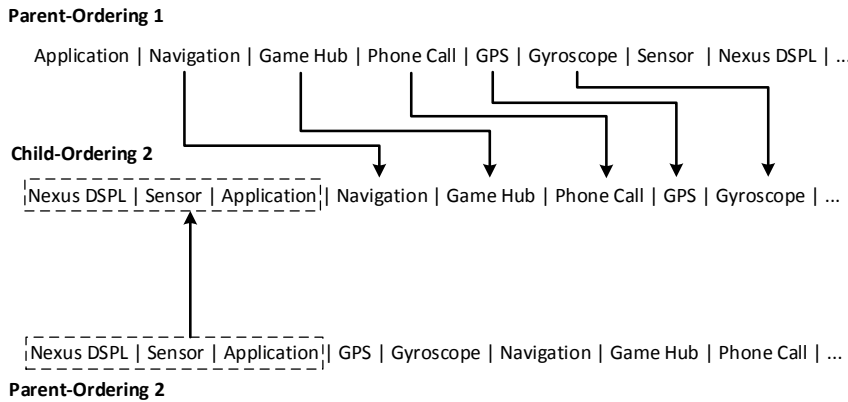 Parent-Ordering 1
Application | Navigation | Game Hub | Phone Call | GPS | Gyroscope | Sensor | Nexus DSPL | ...
Child-Ordering 2
Nexus DSPL | Sensor | Application | Navigation | Game Hub | Phone Call | GPS | Gyroscope | ...
Nexus DSPL | Sensor | Application | GPS | Gyroscope | Navigation | Game Hub | Phone Call | ...
Parent-Ordering 2